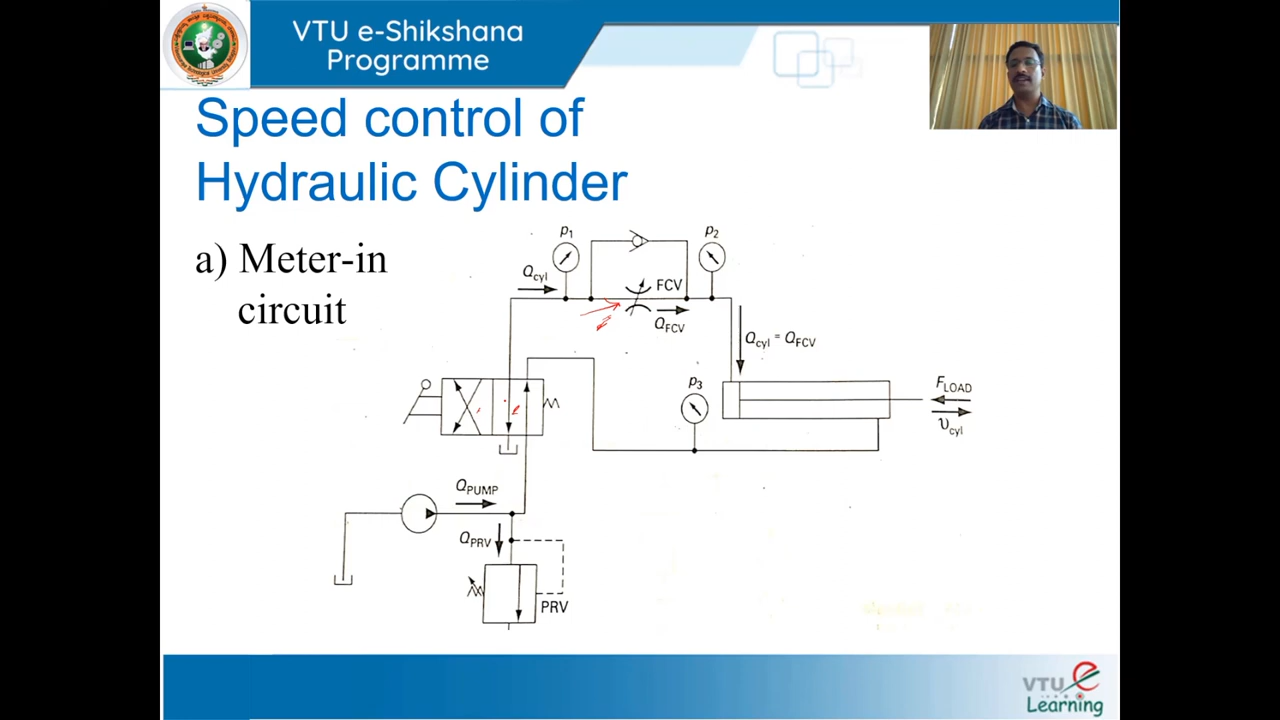 VTU e-Shikshana
Programme
Speed control of
Hydraulic Cylinder
a) Meter-in
circuit
p1
p2
Qcyl
FCV
QFCV
Qcyl = QFCV
p3
FLOAD
υcyl
QPUMP
QPRV
PRV
VTU e
Learning